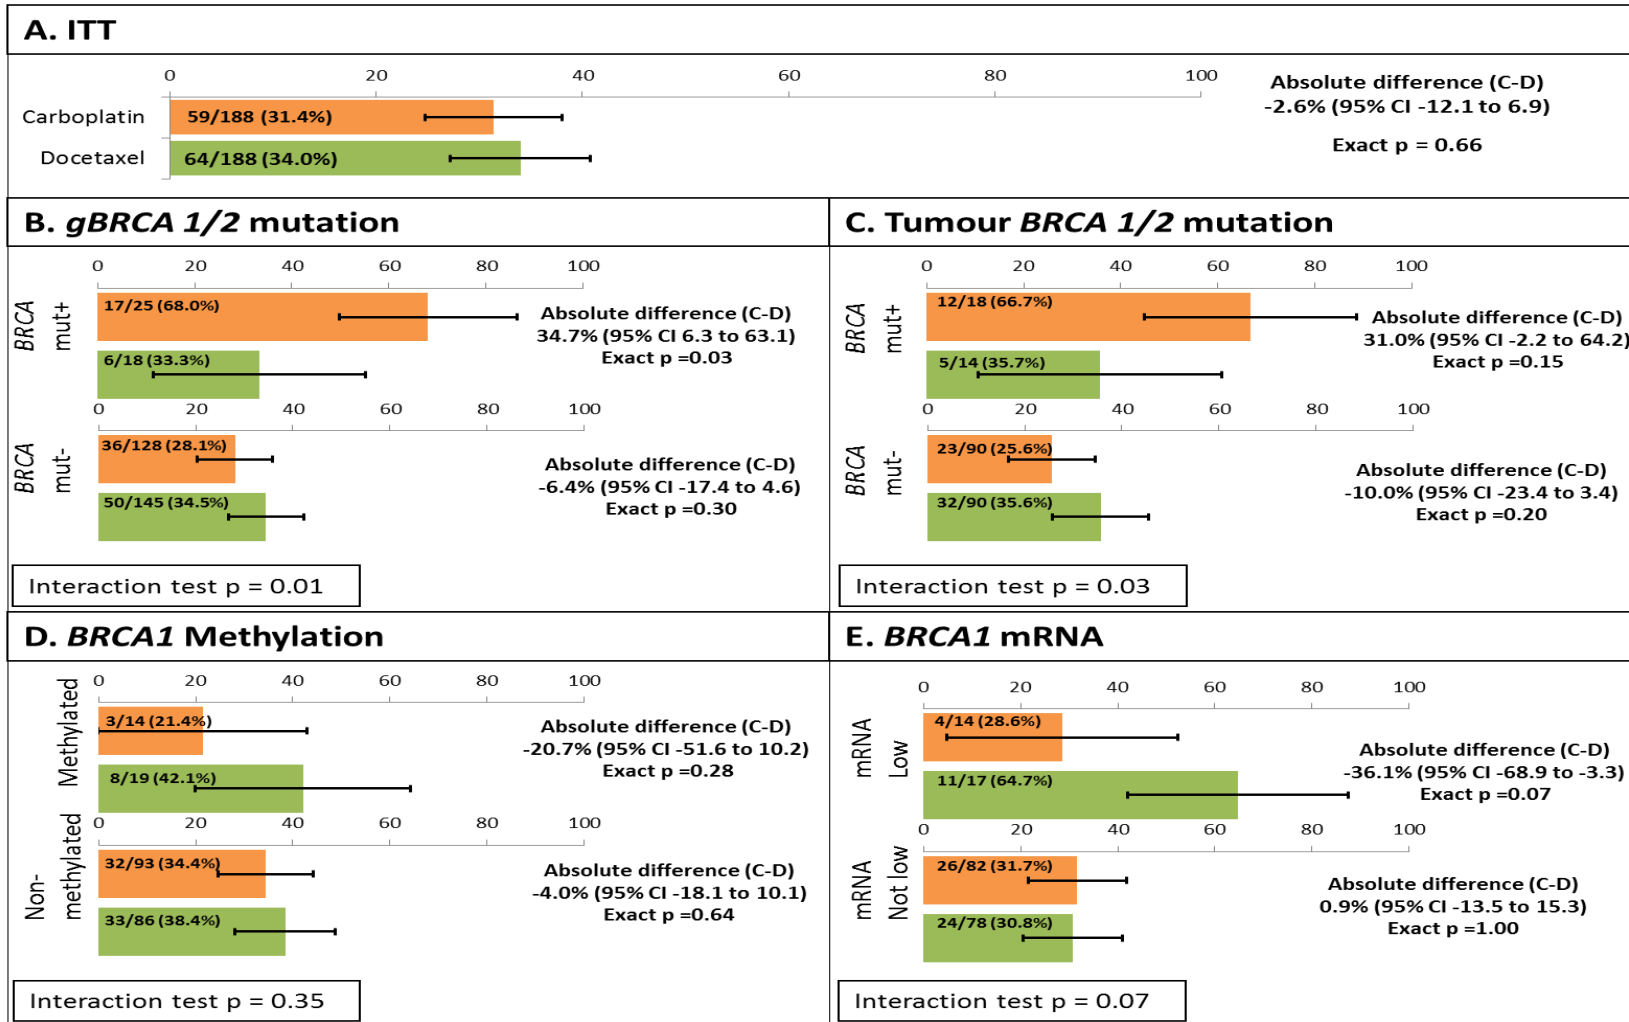 A. ITT
0 20 40 60 80 100
Carboplatin 59/188 (31.4%)
Docetaxel 64/188 (34.0%)
Absolute difference (C-D)
-2.6% (95% CI -12.1 to 6.9)
Exact p = 0.66
B. gBRCA 1/2 mutation
0 20 40 60 80 100
BRCA
mut+
17/25 (68.0%)
6/18 (33.3%)
Absolute difference (C-D)
34.7% (95% CI 6.3 to 63.1)
Exact p =0.03
0 20 40 60 80 100
BRCA
mut-
36/128 (28.1%)
50/145 (34.5%)
Absolute difference (C-D)
-6.4% (95% CI -17.4 to 4.6)
Exact p =0.30
Interaction test p = 0.01
C. Tumour BRCA 1/2 mutation
0 20 40 60 80 100
BRCA
mut+
12/18 (66.7%)
5/14 (35.7%)
Absolute difference (C-D)
31.0% (95% CI -2.2 to 64.2)
Exact p =0.15
0 20 40 60 80 100
BRCA
mut-
23/90 (25.6%)
32/90 (35.6%)
Absolute difference (C-D)
-10.0% (95% CI -23.4 to 3.4)
Exact p =0.20
Interaction test p = 0.03
D. BRCA1 Methylation
0 20 40 60 80 100
Methylated
3/14 (21.4%)
8/19 (42.1%)
Absolute difference (C-D)
-20.7% (95% CI -51.6 to 10.2)
Exact p =0.28
0 20 40 60 80 100
Non-
methylated
32/93 (34.4%)
33/86 (38.4%)
Absolute difference (C-D)
-4.0% (95% CI -18.1 to 10.1)
Exact p =0.64
Interaction test p = 0.35
E. BRCA1 mRNA
0 20 40 60 80 100
mRNA
Low
4/14 (28.6%)
11/17 (64.7%)
Absolute difference (C-D)
-36.1% (95% CI -68.9 to -3.3)
Exact p =0.07
0 20 40 60 80 100
mRNA
Not low
26/82 (31.7%)
24/78 (30.8%)
Absolute difference (C-D)
0.9% (95% CI -13.5 to 15.3)
Exact p =1.00
Interaction test p = 0.07